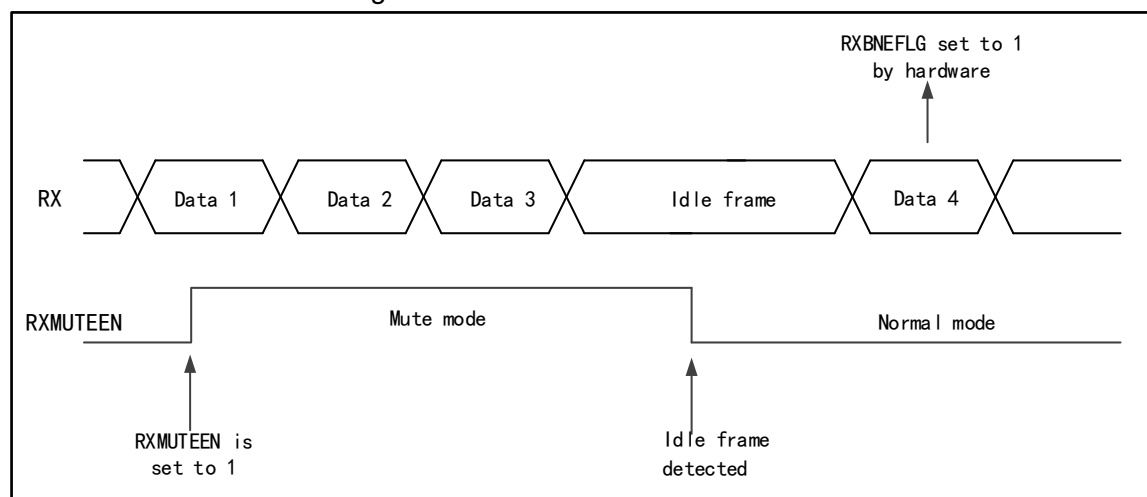 RXBNEFLG set to 1
by hardware
RX
Data 1
Data 2
Data 3
Idle frame
Data 4
RXMUTEEN
Mute mode
Normal mode
RXMUTEEN is
set to 1
Idle frame
detected